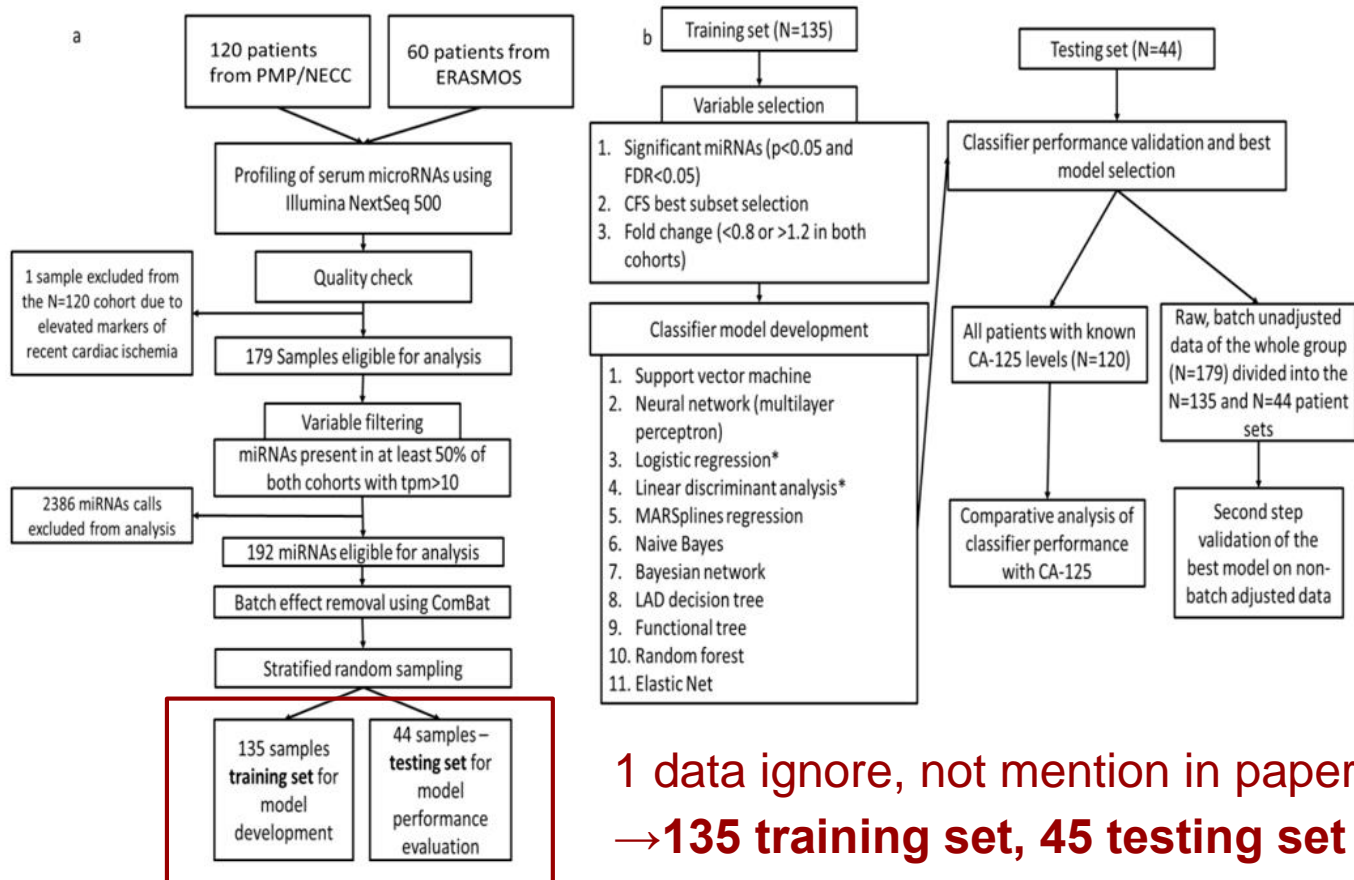 a
120 patients
from PMP/NECC
60 patients from
ERASMOS
Profiling of serum microRNAs using
Illumina NextSeq 500
Quality check
1 sample excluded from
the N=120 cohort due to
elevated markers of
recent cardiac ischemia
179 Samples eligible for analysis
Variable filtering
miRNAs present in at least 50% of
both cohorts with tpm>10
2386 miRNAs calls
excluded from analysis
192 miRNAs eligible for analysis
Batch effect removal using ComBat
Stratified random sampling
135 samples
training set for
model
development
44 samples –
testing set for
model
performance
evaluation
b
Training set (N=135)
Variable selection
1. Significant miRNAs (p<0.05 and
FDR<0.05)
2. CFS best subset selection
3. Fold change (<0.8 or >1.2 in both
cohorts)
Classifier model development
1. Support vector machine
2. Neural network (multilayer
perceptron)
3. Logistic regression*
4. Linear discriminant analysis*
5. MARSplines regression
6. Naive Bayes
7. Bayesian network
8. LAD decision tree
9. Functional tree
10. Random forest
11. Elastic Net
Testing set (N=44)
Classifier performance validation and best
model selection
All patients with known
CA-125 levels (N=120)
Raw, batch unadjusted
data of the whole group
(N=179) divided into the
N=135 and N=44 patient
sets
Comparative analysis of
classifier performance
with CA-125
Second step
validation of the
best model on non-
batch adjusted data
1 data ignore, not mention in paper
→135 training set, 45 testing set